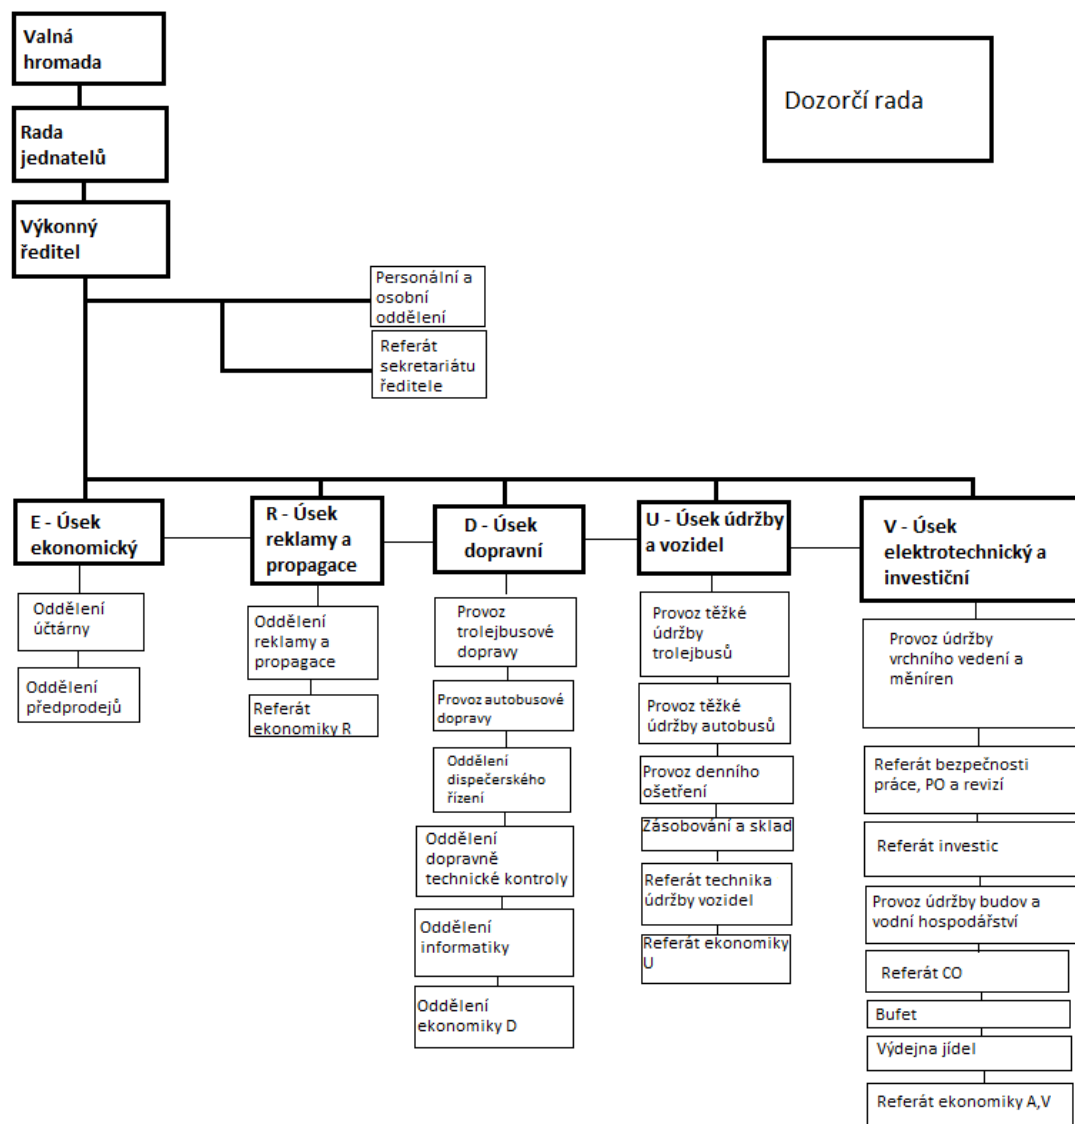 Valná
hromada
Dozorčí rada
Rada
jednatelů
Výkonný
ředitel
Personální a
osobní
oddělení
Referát
sekretariátu
ředitele
E - Úsek
ekonomický
Oddělení
účtárny
Oddělení
předprodejů
R - Úsek
reklamy a
propagace
Oddělení
reklamy a
propagace
Referát
ekonomiky R
D - Úsek
dopravní
Provoz
trolejbusové
dopravy
Provoz autobusové
dopravy
Oddělení
dispečerského
řízení
Oddělení
dopravně
technické kontroly
Oddělení
informatiky
Oddělení
ekonomiky D
U - Úsek údržby
a vozidel
Provoz těžké
údržby
trolejbusů
Provoz těžké
údržby autobusů
Provoz denního
ošetření
Zásobování a sklad
Referát technika
údržby vozidel
Referát ekonomiky
U
V - Úsek
elektrotechnický a
investiční
Provoz údržby
vrchního vedení a
měníren
Referát bezpečnosti
práce, PO a revizí
Referát investic
Provoz údržby budov a
vodní hospodářství
Referát CO
Bufet
Výdejna jídel
Referát ekonomiky A,V